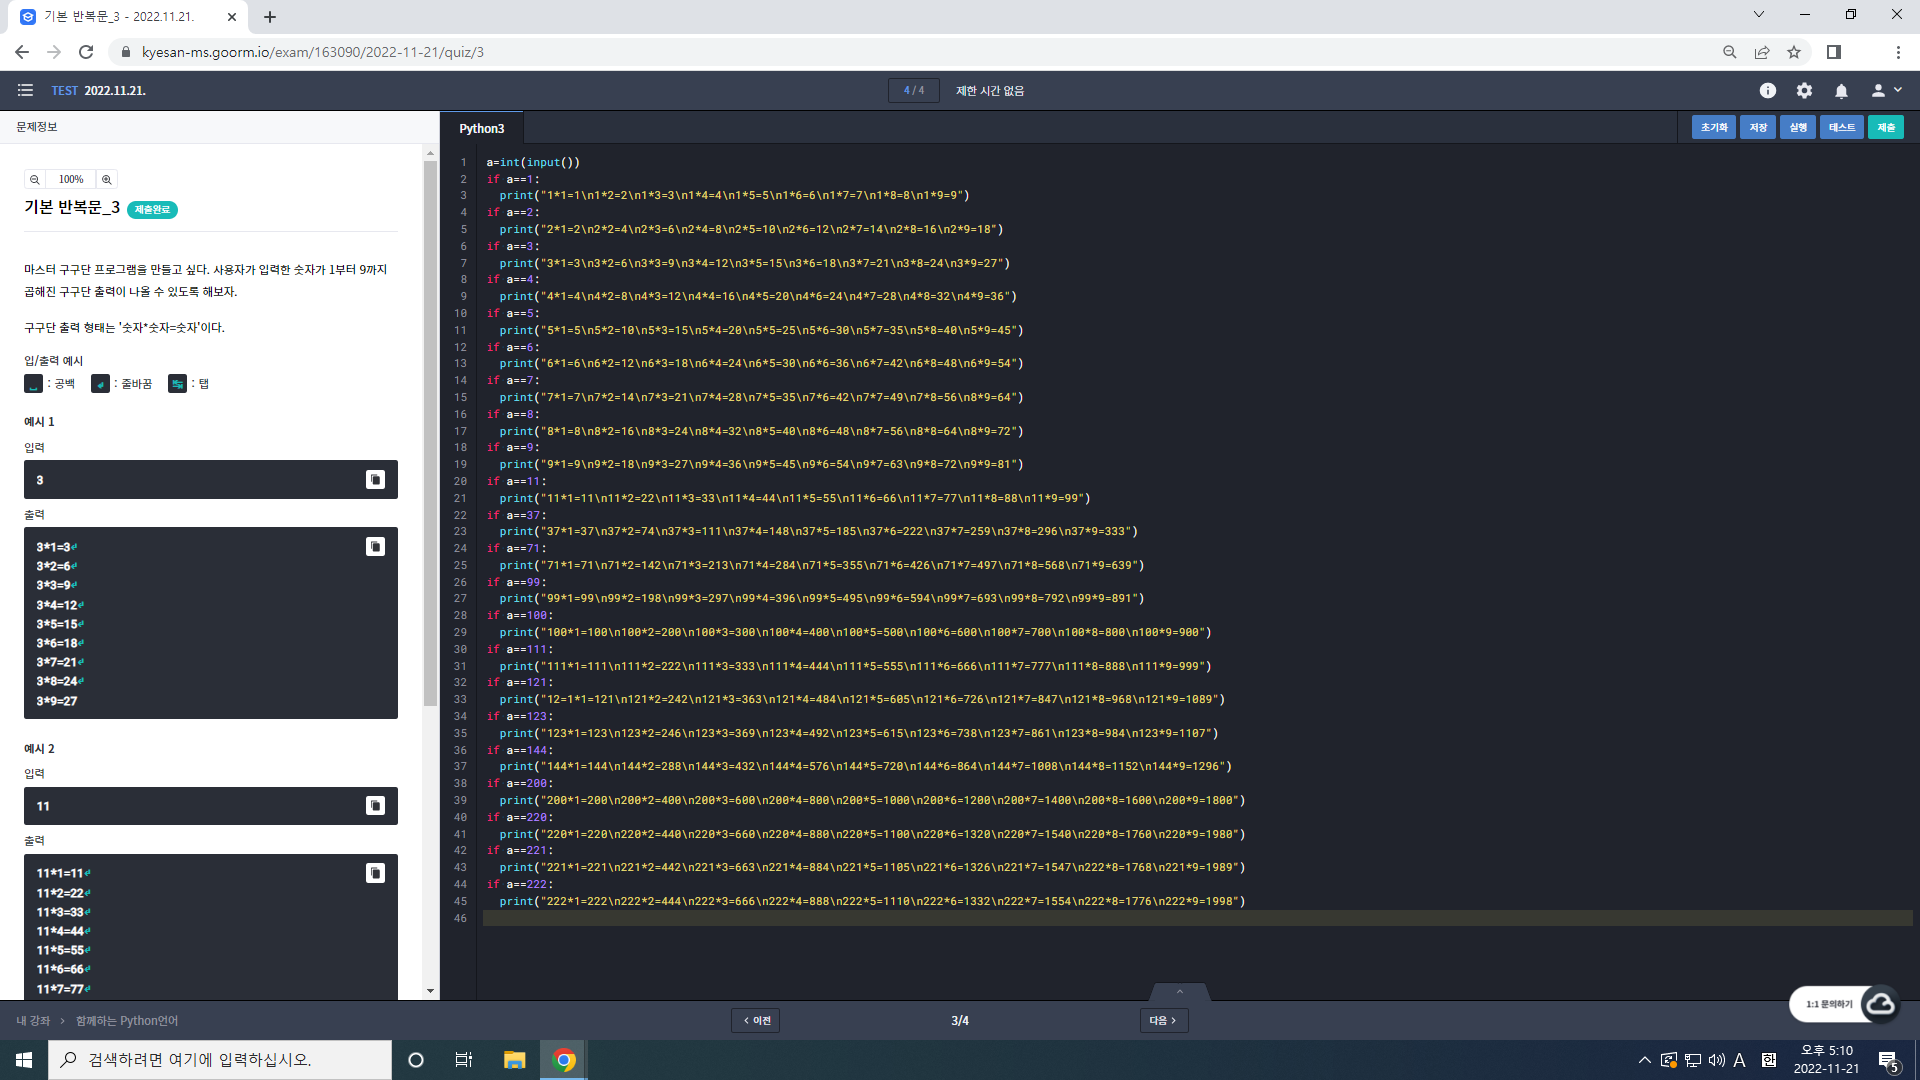 기본 반복문_3 - 2022.11.21.
kyesan-ms.goorm.io/exam/163090/2022-11-21/quiz/3
TEST 2022.11.21.
4 / 4
제한 시간 없음
문제정보
Python3
초기화
저장
실행
테스트
제출
100%
기본 반복문_3 제출완료
마스터 구구단 프로그램을 만들고 싶다. 사용자가 입력한 숫자가 1부터 9까지
곱해진 구구단 출력이 나올 수 있도록 해보자.
구구단 출력 형태는 '숫자*숫자=숫자'이다.
입/출력 예시
: 공백 : 줄바꿈 : 탭
예시 1
입력
3
출력
3*1=3
3*2=6
3*3=9
3*4=12
3*5=15
3*6=18
3*7=21
3*8=24
3*9=27
예시 2
입력
11
출력
11*1=11
11*2=22
11*3=33
11*4=44
11*5=55
11*6=66
11*7=77
1 a=int(input())
2 if a==1:
3 print("1*1=1\n1*2=2\n1*3=3\n1*4=4\n1*5=5\n1*6=6\n1*7=7\n1*8=8\n1*9=9")
4 if a==2:
5 print("2*1=2\n2*2=4\n2*3=6\n2*4=8\n2*5=10\n2*6=12\n2*7=14\n2*8=16\n2*9=18")
6 if a==3:
7 print("3*1=3\n3*2=6\n3*3=9\n3*4=12\n3*5=15\n3*6=18\n3*7=21\n3*8=24\n3*9=27")
8 if a==4:
9 print("4*1=4\n4*2=8\n4*3=12\n4*4=16\n4*5=20\n4*6=24\n4*7=28\n4*8=32\n4*9=36")
10 if a==5:
11 print("5*1=5\n5*2=10\n5*3=15\n5*4=20\n5*5=25\n5*6=30\n5*7=35\n5*8=40\n5*9=45")
12 if a==6:
13 print("6*1=6\n6*2=12\n6*3=18\n6*4=24\n6*5=30\n6*6=36\n6*7=42\n6*8=48\n6*9=54")
14 if a==7:
15 print("7*1=7\n7*2=14\n7*3=21\n7*4=28\n7*5=35\n7*6=42\n7*7=49\n7*8=56\n8*9=64")
16 if a==8:
17 print("8*1=8\n8*2=16\n8*3=24\n8*4=32\n8*5=40\n8*6=48\n8*7=56\n8*8=64\n8*9=72")
18 if a==9:
19 print("9*1=9\n9*2=18\n9*3=27\n9*4=36\n9*5=45\n9*6=54\n9*7=63\n9*8=72\n9*9=81")
20 if a==11:
21 print("11*1=11\n11*2=22\n11*3=33\n11*4=44\n11*5=55\n11*6=66\n11*7=77\n11*8=88\n11*9=99")
22 if a==37:
23 print("37*1=37\n37*2=74\n37*3=111\n37*4=148\n37*5=185\n37*6=222\n37*7=259\n37*8=296\n37*9=333")
24 if a==71:
25 print("71*1=71\n71*2=142\n71*3=213\n71*4=284\n71*5=355\n71*6=426\n71*7=497\n71*8=568\n71*9=639")
26 if a==99:
27 print("99*1=99\n99*2=198\n99*3=297\n99*4=396\n99*5=495\n99*6=594\n99*7=693\n99*8=792\n99*9=891")
28 if a==100:
29 print("100*1=100\n100*2=200\n100*3=300\n100*4=400\n100*5=500\n100*6=600\n100*7=700\n100*8=800\n100*9=900")
30 if a==111:
31 print("111*1=111\n111*2=222\n111*3=333\n111*4=444\n111*5=555\n111*6=666\n111*7=777\n111*8=888\n111*9=999")
32 if a==121:
33 print("12=1*1=121\n121*2=242\n121*3=363\n121*4=484\n121*5=605\n121*6=726\n121*7=847\n121*8=968\n121*9=1089")
34 if a==123:
35 print("123*1=123\n123*2=246\n123*3=369\n123*4=492\n123*5=615\n123*6=738\n123*7=861\n123*8=984\n123*9=1107")
36 if a==144:
37 print("144*1=144\n144*2=288\n144*3=432\n144*4=576\n144*5=720\n144*6=864\n144*7=1008\n144*8=1152\n144*9=1296")
38 if a==200:
39 print("200*1=200\n200*2=400\n200*3=600\n200*4=800\n200*5=1000\n200*6=1200\n200*7=1400\n200*8=1600\n200*9=1800")
40 if a==220:
41 print("220*1=220\n220*2=440\n220*3=660\n220*4=880\n220*5=1100\n220*6=1320\n220*7=1540\n220*8=1760\n220*9=1980")
42 if a==221:
43 print("221*1=221\n221*2=442\n221*3=663\n221*4=884\n221*5=1105\n221*6=1326\n221*7=1547\n222*8=1768\n221*9=1989")
44 if a==222:
45 print("222*1=222\n222*2=444\n222*3=666\n222*4=888\n222*5=1110\n222*6=1332\n222*7=1554\n222*8=1776\n222*9=1998")
46
1:1 문의하기
내 강좌 > 함께하는 Python언어
< 이전
3/4
다음 >
검색하려면 여기에 입력하십시오.
A
한
오후 5:10
2022-11-21
5